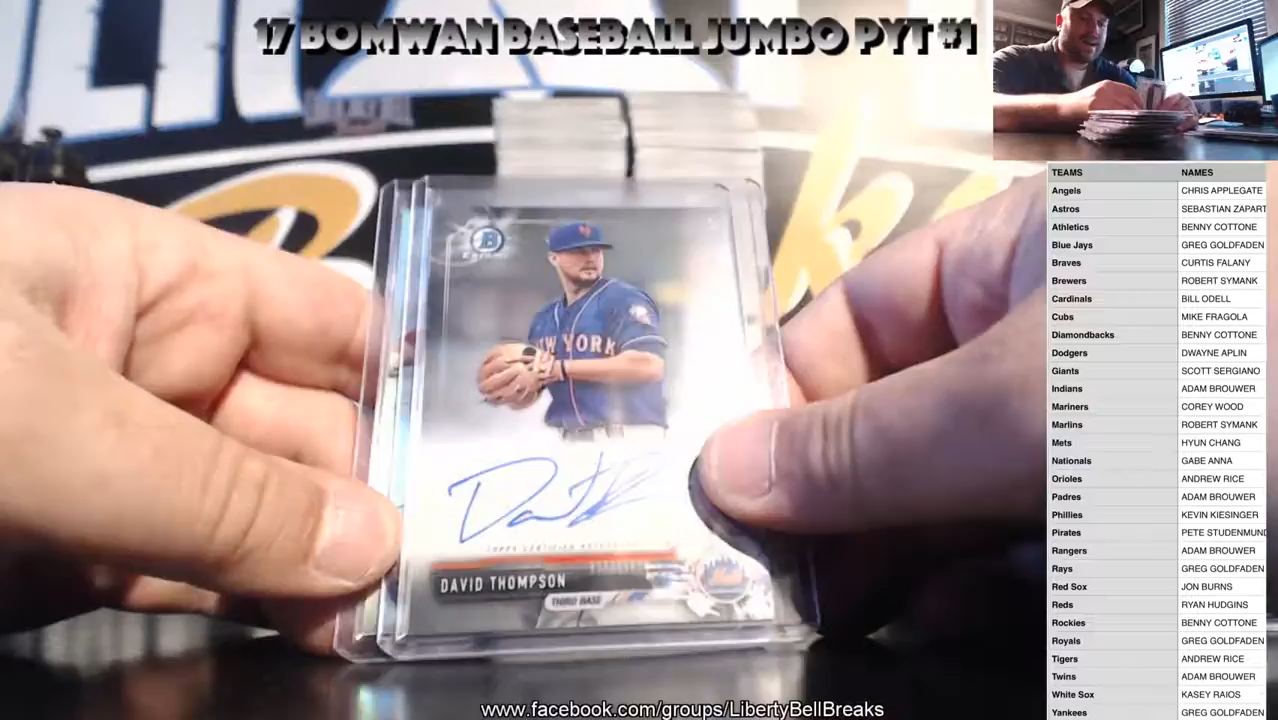 17 BOMWAN BASEBALL JUMBO PYT #1
B
NEW YORK
TOPPS CERTIFIED
DAVID THOMPSON
THIRD BASE
TEAMS NAMES
Angels CHRIS APPLEGATE
Astros SEBASTIAN ZAPART
Athletics BENNY COTTONE
Blue Jays GREG GOLDFADEN
Braves CURTIS FALANY
Brewers ROBERT SYMANK
Cardinals BILL ODELL
Cubs MIKE FRAGOLA
Diamondbacks BENNY COTTONE
Dodgers DWAYNE APLIN
Giants SCOTT SERGIANO
Indians ADAM BROUWER
Mariners COREY WOOD
Marlins ROBERT SYMANK
Mets HYUN CHANG
Nationals GABE ANNA
Orioles ANDREW RICE
Padres ADAM BROUWER
Phillies KEVIN KIESINGER
Pirates PETE STUDENMUND
Rangers ADAM BROUWER
Rays GREG GOLDFADEN
Red Sox JON BURNS
Reds RYAN HUDGINS
Rockies BENNY COTTONE
Royals GREG GOLDFADEN
Tigers ANDREW RICE
Twins ADAM BROUWER
White Sox KASEY RAIOS
Yankees GREG GOLDFADEN
www.facebook.com/groups/LibertyBellBreaks